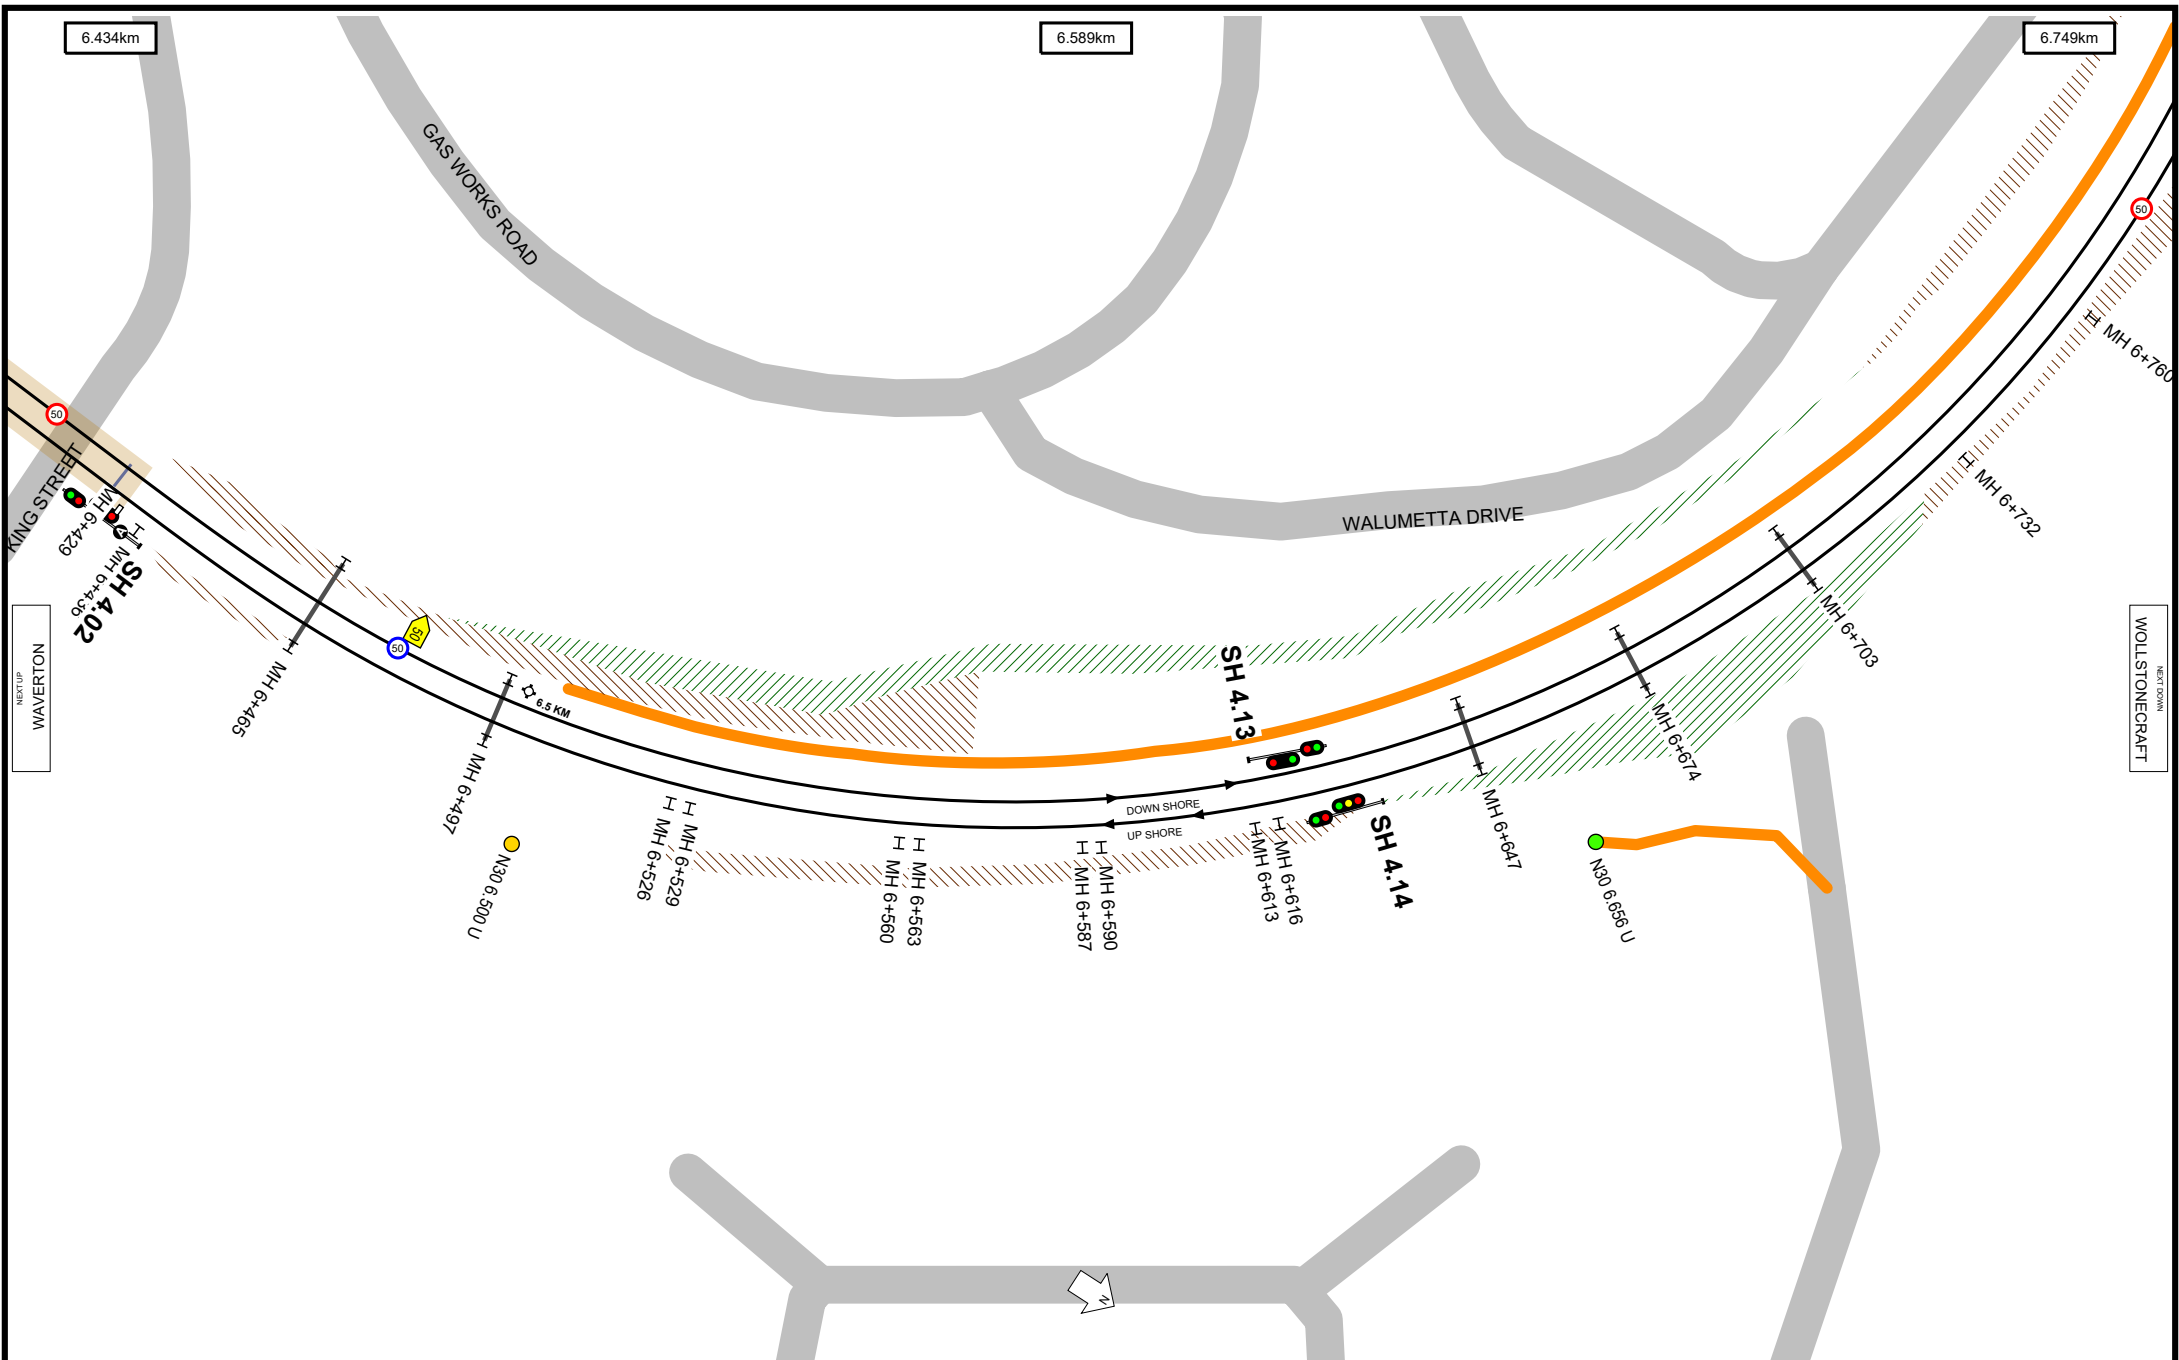 6.434km
6.589km
6.749km
GAS WORKS ROAD
50
50
KING STREET
MH 6+429
MH 6+436
SH 4.02
MH 6+760
MH 6+732
WALUMETTA DRIVE
NEXT UP
WAVERTON
MH 6+465
50
50
6.5 KM
MH 6+497
N30 6.500 U
MH 6+526
MH 6+529
MH 6+560
MH 6+563
MH 6+587
MH 6+590
DOWN SHORE
UP SHORE
SH 4.13
MH 6+613
MH 6+616
SH 4.14
MH 6+647
MH 6+674
MH 6+703
N30 6.656 U
NEXT DOWN
WOLLSTONECRAFT
N